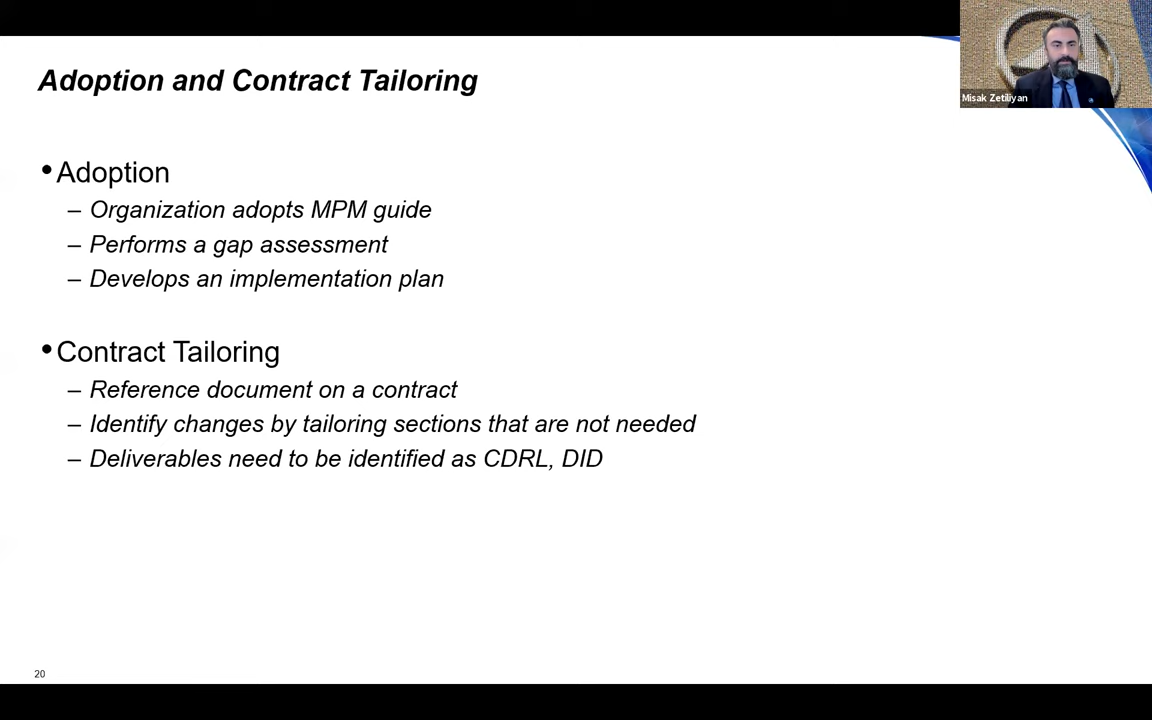 Misak Zetiliyan
Adoption and Contract Tailoring
•Adoption
– Organization adopts MPM guide
– Performs a gap assessment
– Develops an implementation plan
•Contract Tailoring
– Reference document on a contract
– Identify changes by tailoring sections that are not needed
– Deliverables need to be identified as CDRL, DID
20